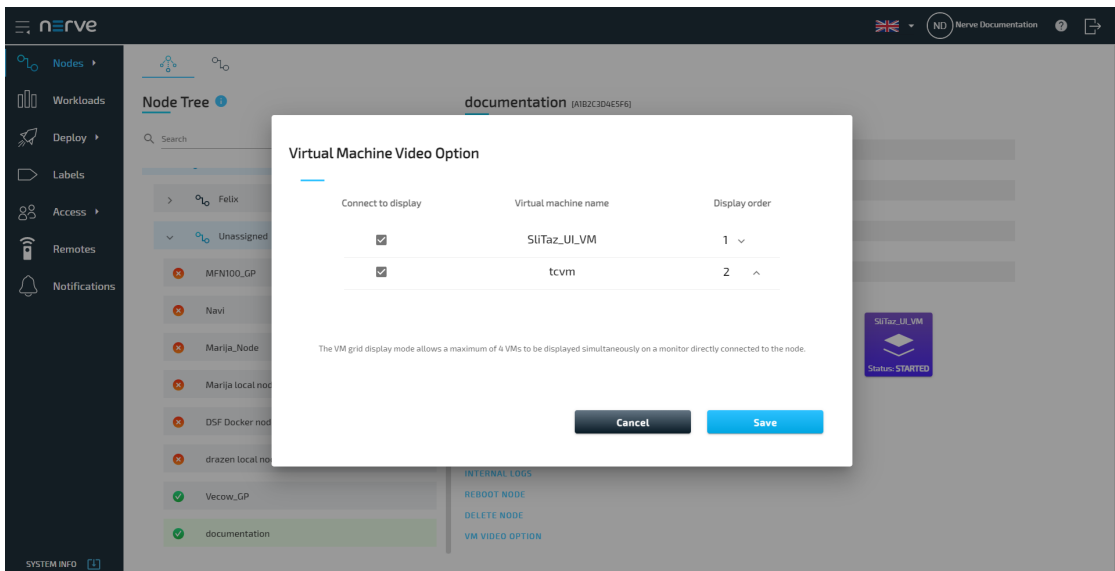 nerve
ND Nerve Documentation
Nodes
Workloads
Deploy
Labels
Access
Remotes
Notifications
SYSTEM INFO
Node Tree
Search
Felix
Unassigned
MFN100_GP
Navi
Marija_Node
Marija local nod
DSF Docker nod
drazen local no
Vecow_GP
documentation
documentation [A1B2C3D4E5F6]
SliTaz_UI_VM
Status: STARTED
INTERNAL LOGS
REBOOT NODE
DELETE NODE
VM VIDEO OPTION
Virtual Machine Video Option
Connect to display Virtual machine name Display order
SliTaz_UI_VM 1
tcvm 2
The VM grid display mode allows a maximum of 4 VMs to be displayed simultaneously on a monitor directly connected to the node.
Cancel Save